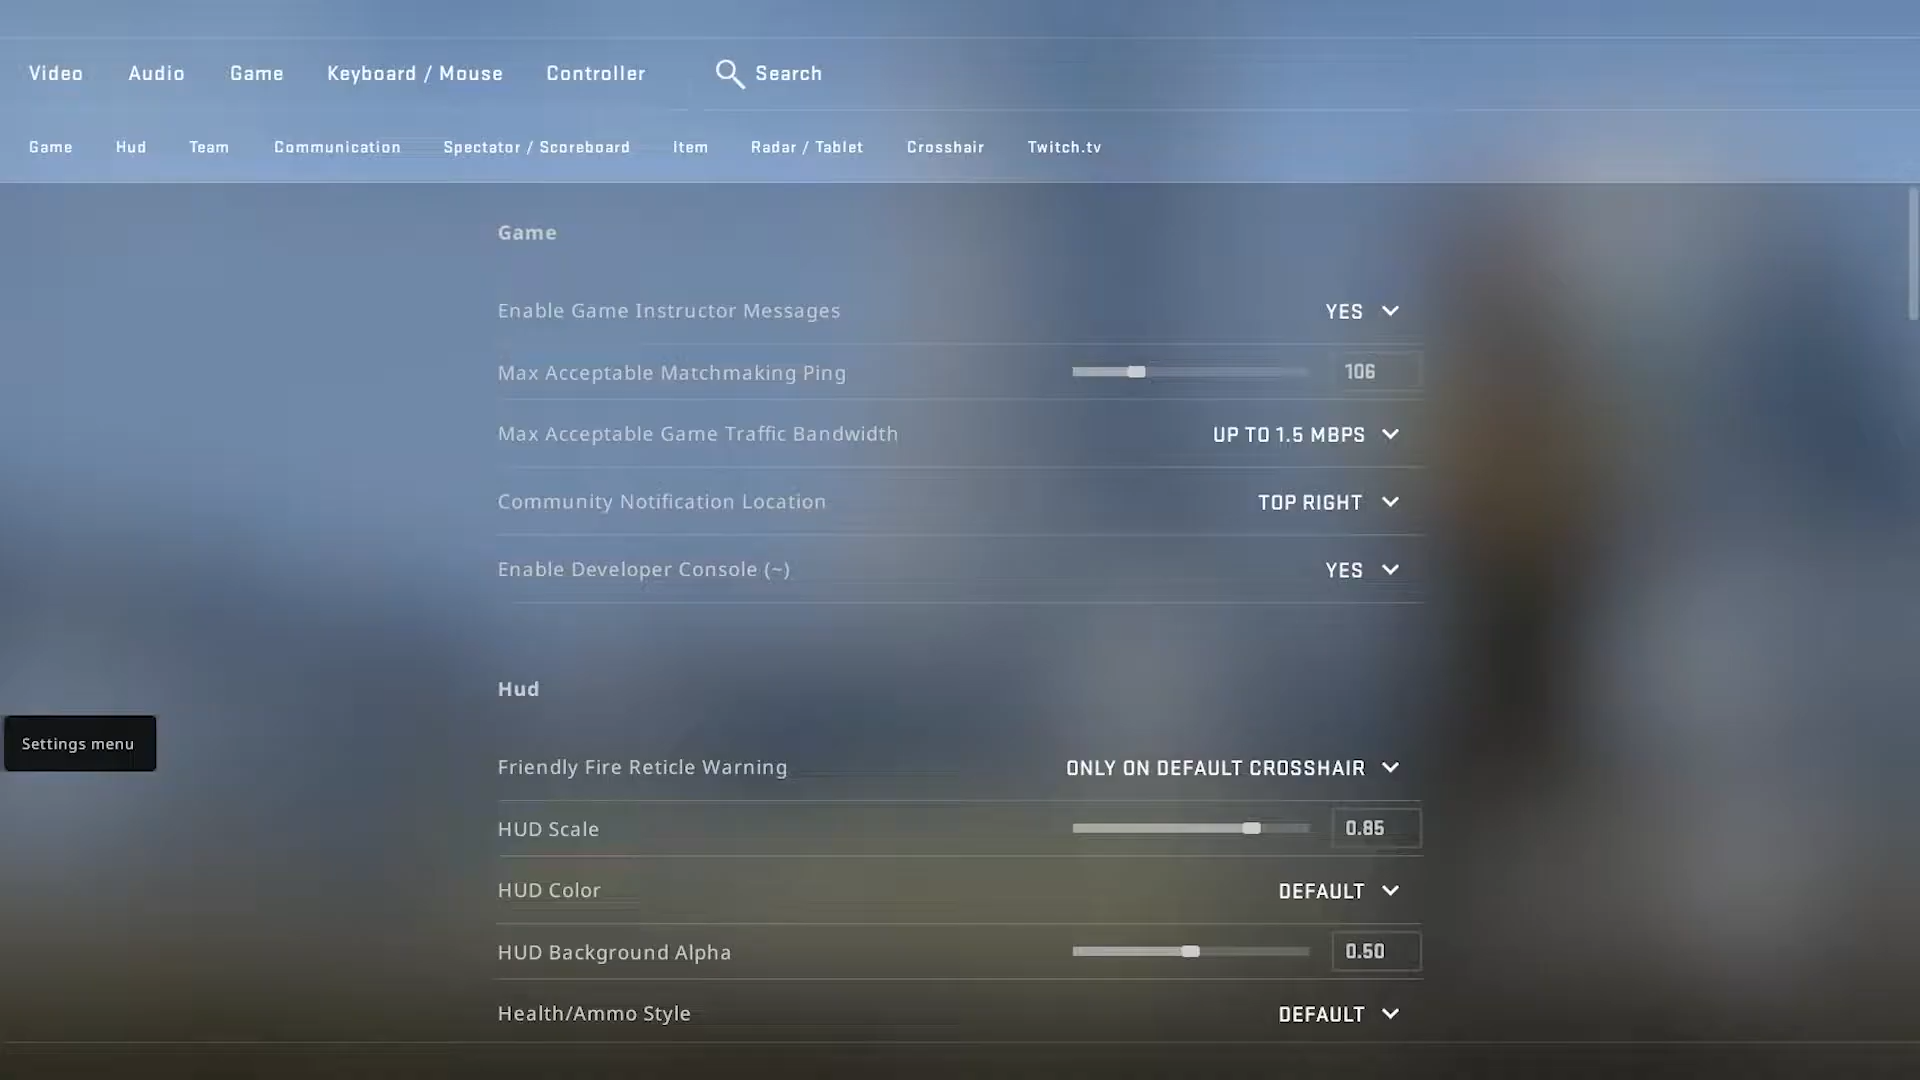 Video Audio Game Keyboard / Mouse Controller Search
Game Hud Team Communication Spectator / Scoreboard Item Radar / Tablet Crosshair Twitch.tv
Game
Enable Game Instructor Messages YES
Max Acceptable Matchmaking Ping 106
Max Acceptable Game Traffic Bandwidth UP TO 1.5 MBPS
Community Notification Location TOP RIGHT
Enable Developer Console (~) YES
Hud
Settings menu
Friendly Fire Reticle Warning ONLY ON DEFAULT CROSSHAIR
HUD Scale 0.85
HUD Color DEFAULT
HUD Background Alpha 0.50
Health/Ammo Style DEFAULT